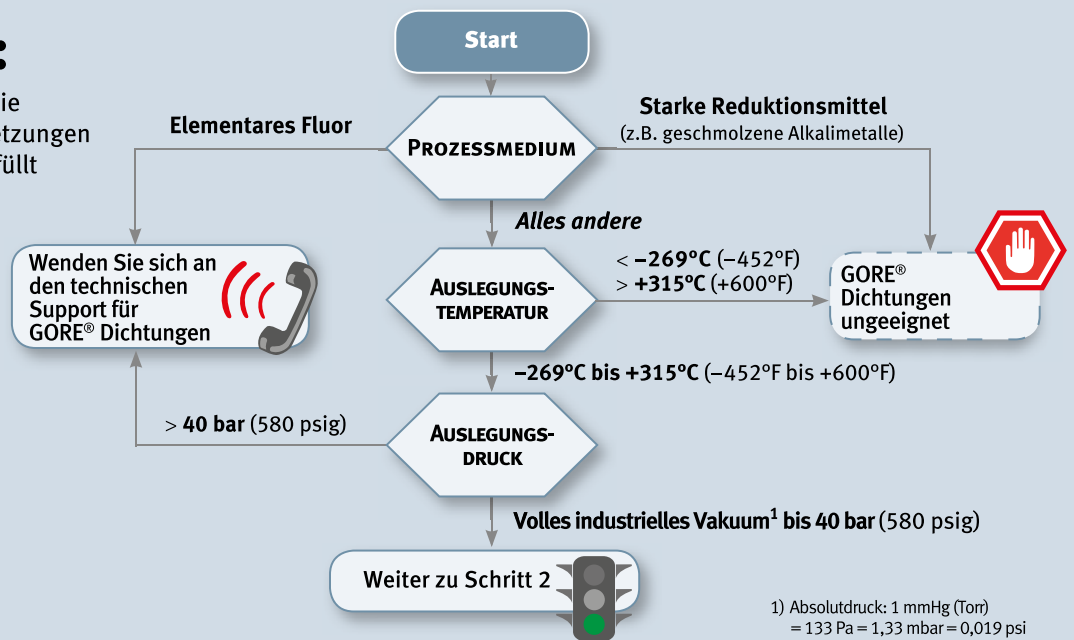 Start
:
ie
etzungen
füllt
Elementares Fluor
Starke Reduktionsmittel
(z.B. geschmolzene Alkalimetalle)
PROZESSMEDIUM
Alles andere
Wenden Sie sich an
den technischen
Support für
GORE® Dichtungen
AUSLEGUNGS-
TEMPERATUR
< –269°C (–452°F)
> +315°C (+600°F)
GORE®
Dichtungen
ungeeignet
–269°C bis +315°C (–452°F bis +600°F)
> 40 bar (580 psig)
AUSLEGUNGS-
DRUCK
Volles industrielles Vakuum¹ bis 40 bar (580 psig)
Weiter zu Schritt 2
1) Absolutdruck: 1 mmHg (Torr)
= 133 Pa = 1,33 mbar = 0,019 psi